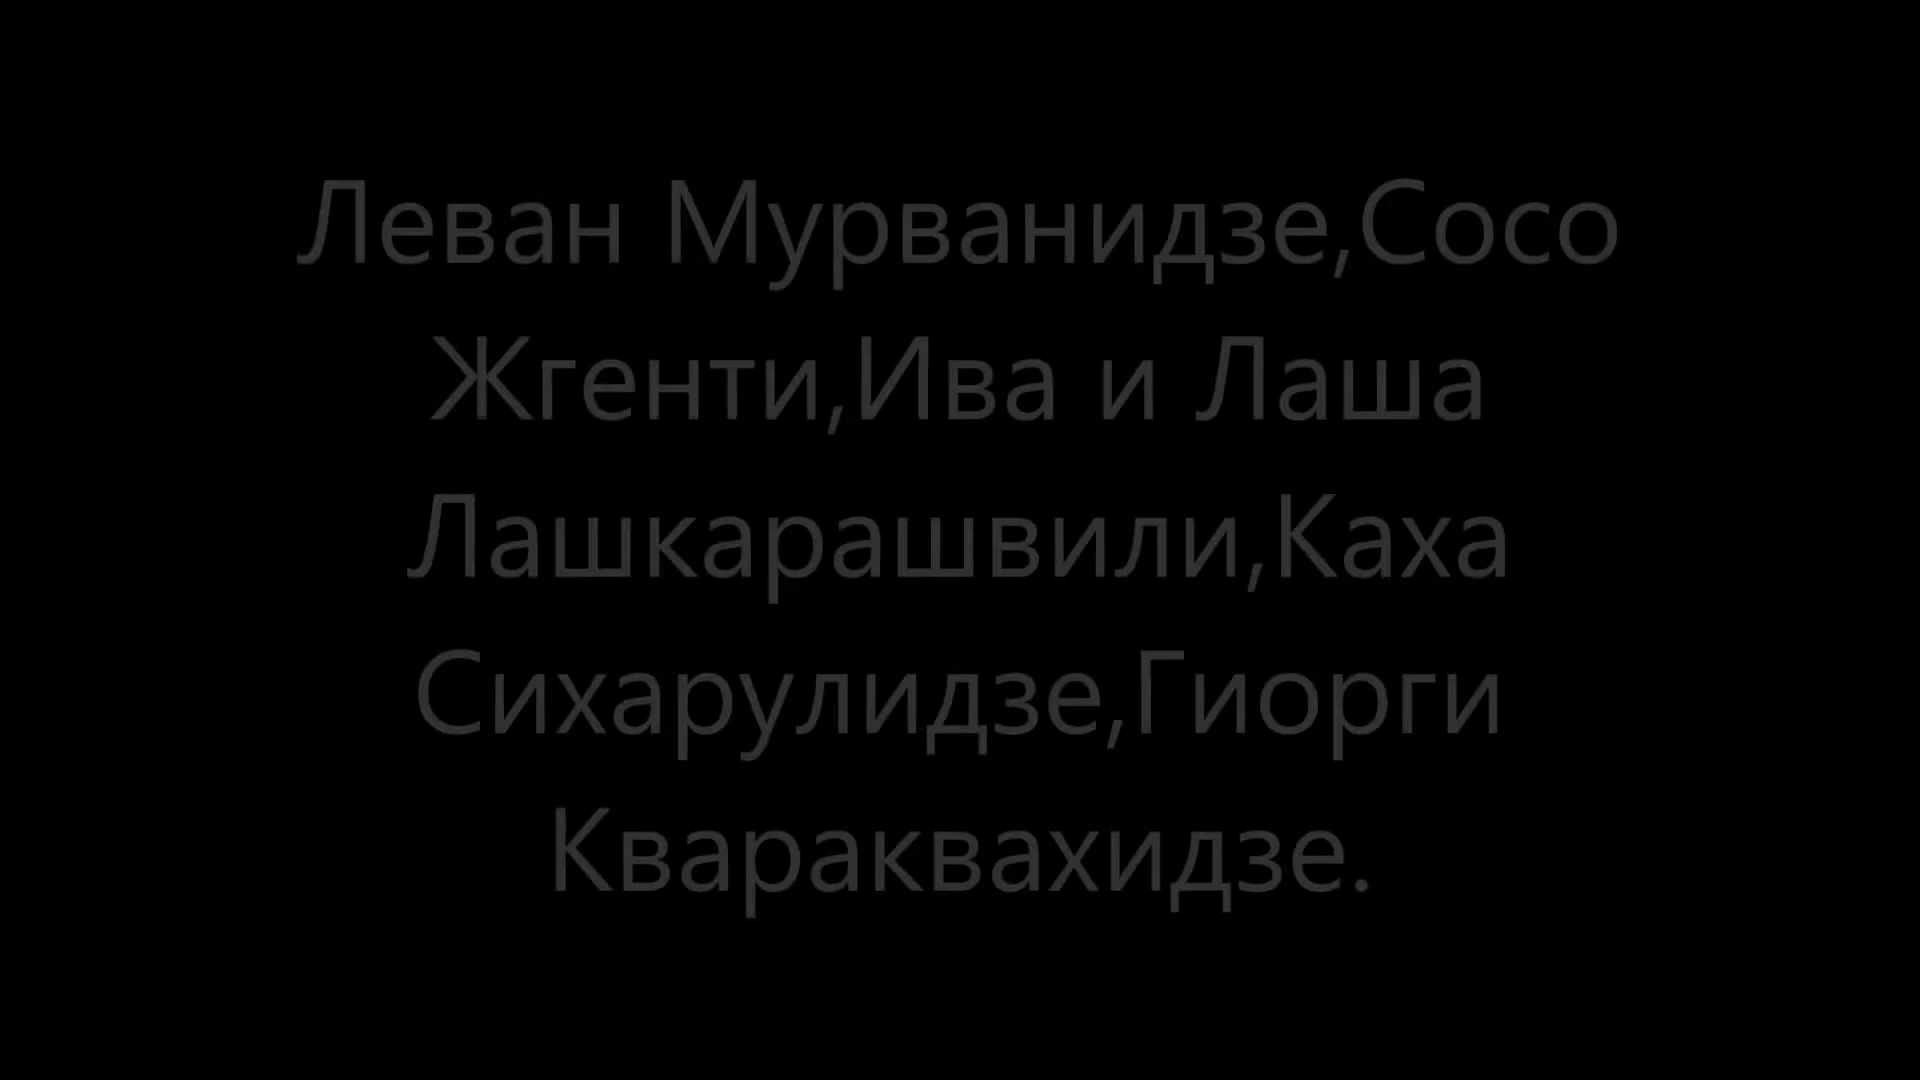 Леван Мурванидзе,Сосо
Жгенти,Ива и Лаша
Лашкарашвили,Каха
Сихарулидзе,Гиорги
Квараквахидзе.